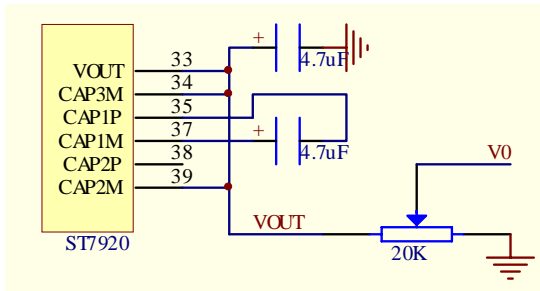 +
4.7uF
VOUT 33
CAP3M 34
CAP1P 35
CAP1M 37
+
4.7uF
CAP2P 38
CAP2M 39
V0
VOUT
ST7920
20K